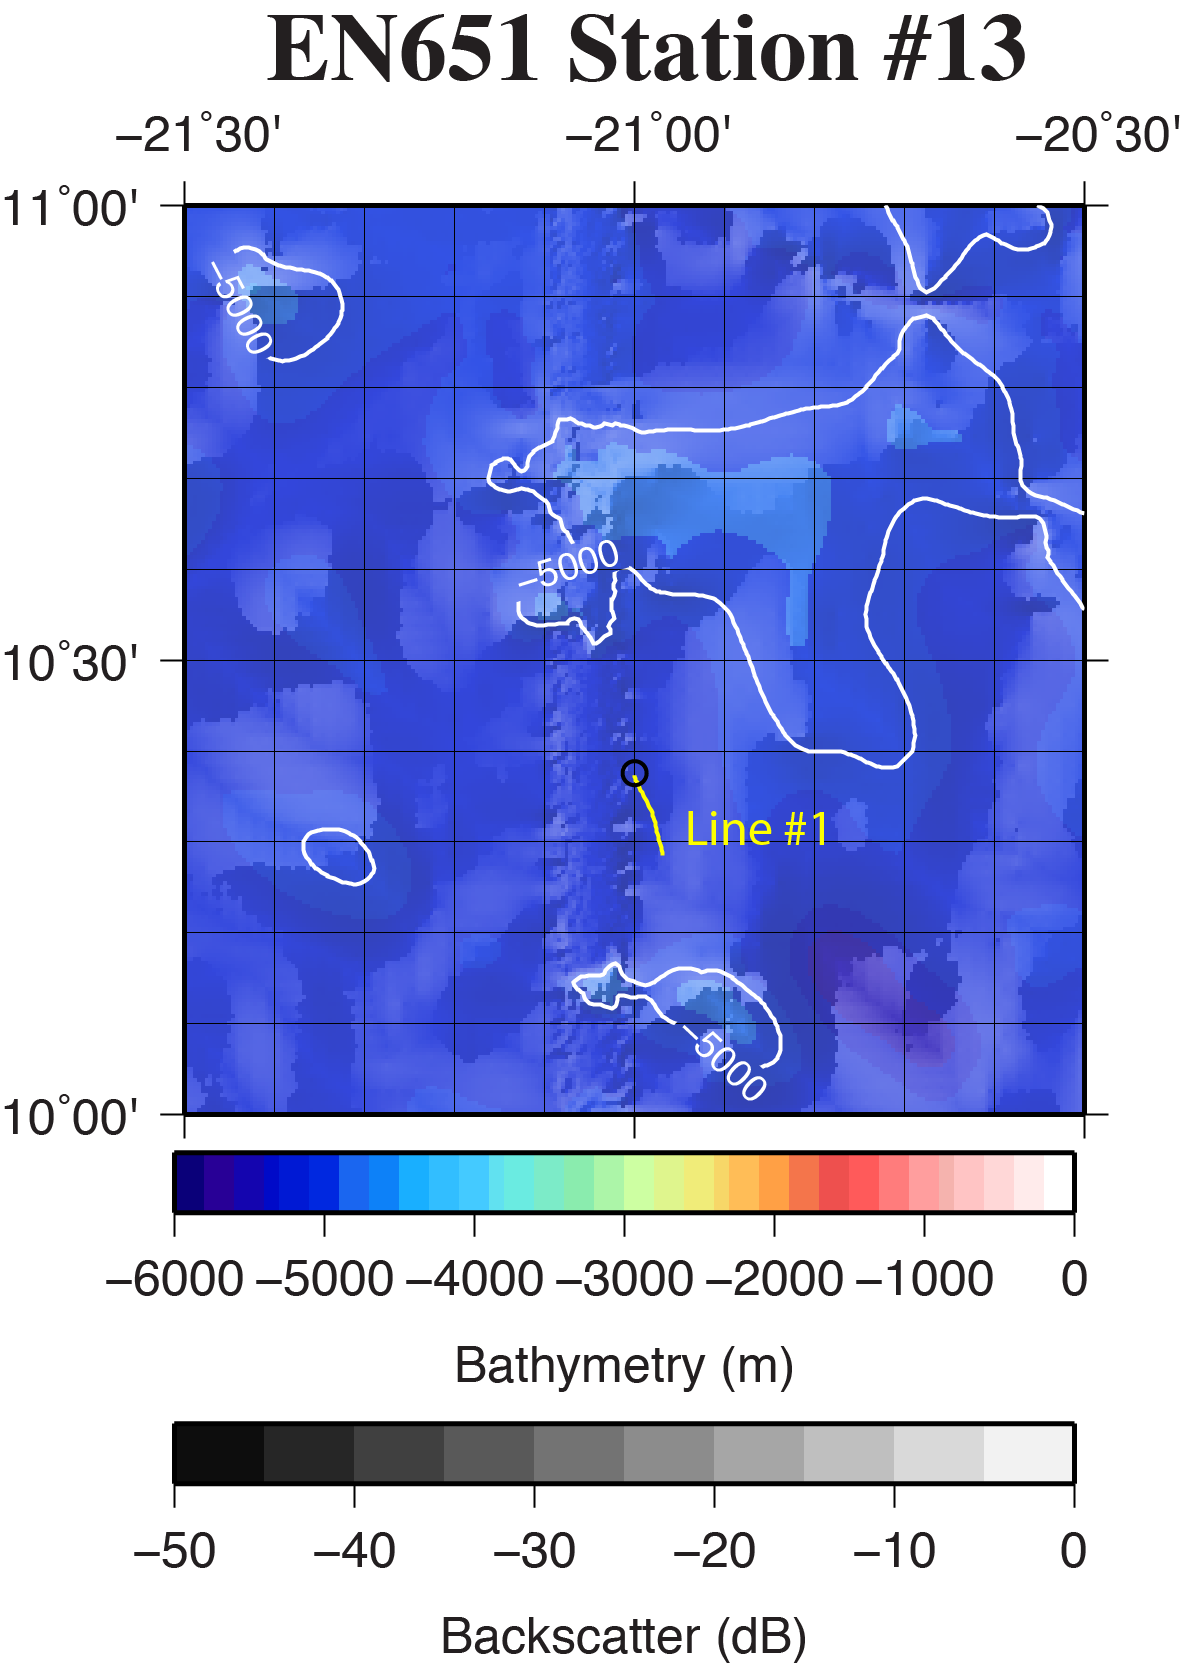 EN651 Station #13
−21°30' −21°00' −20°30'
11°00'
−5000
−5000
10°30'
Line #1
−5000
10°00'
−6000 −5000 −4000 −3000 −2000 −1000 0
Bathymetry (m)
−50 −40 −30 −20 −10 0
Backscatter (dB)